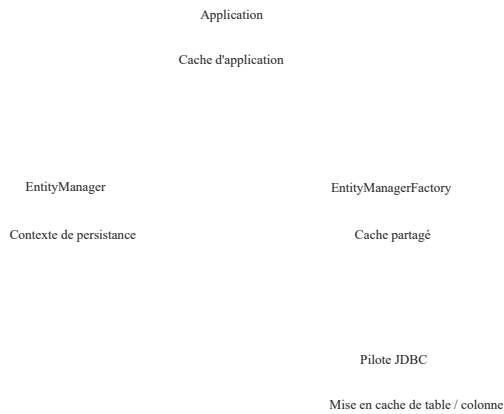 Application
Cache d'application
EntityManager
EntityManagerFactory
Contexte de persistance
Cache partagé
Pilote JDBC
Mise en cache de table / colonne